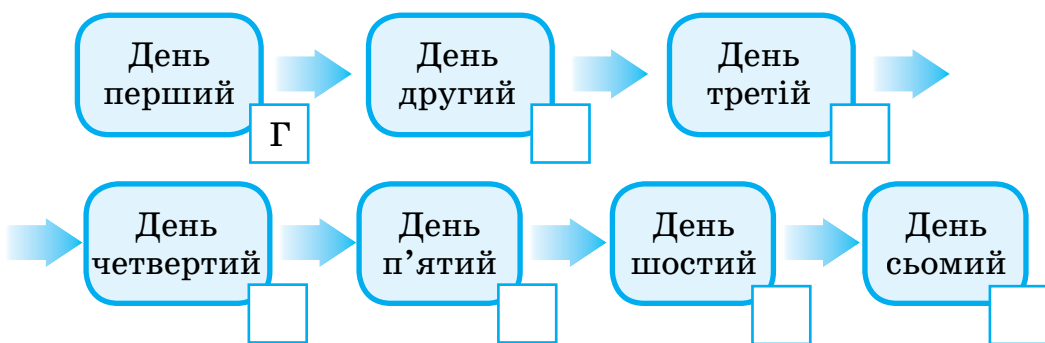 День
перший
Г
День
другий
День
третій
День
четвертий
День
п’ятий
День
шостий
День
сьомий